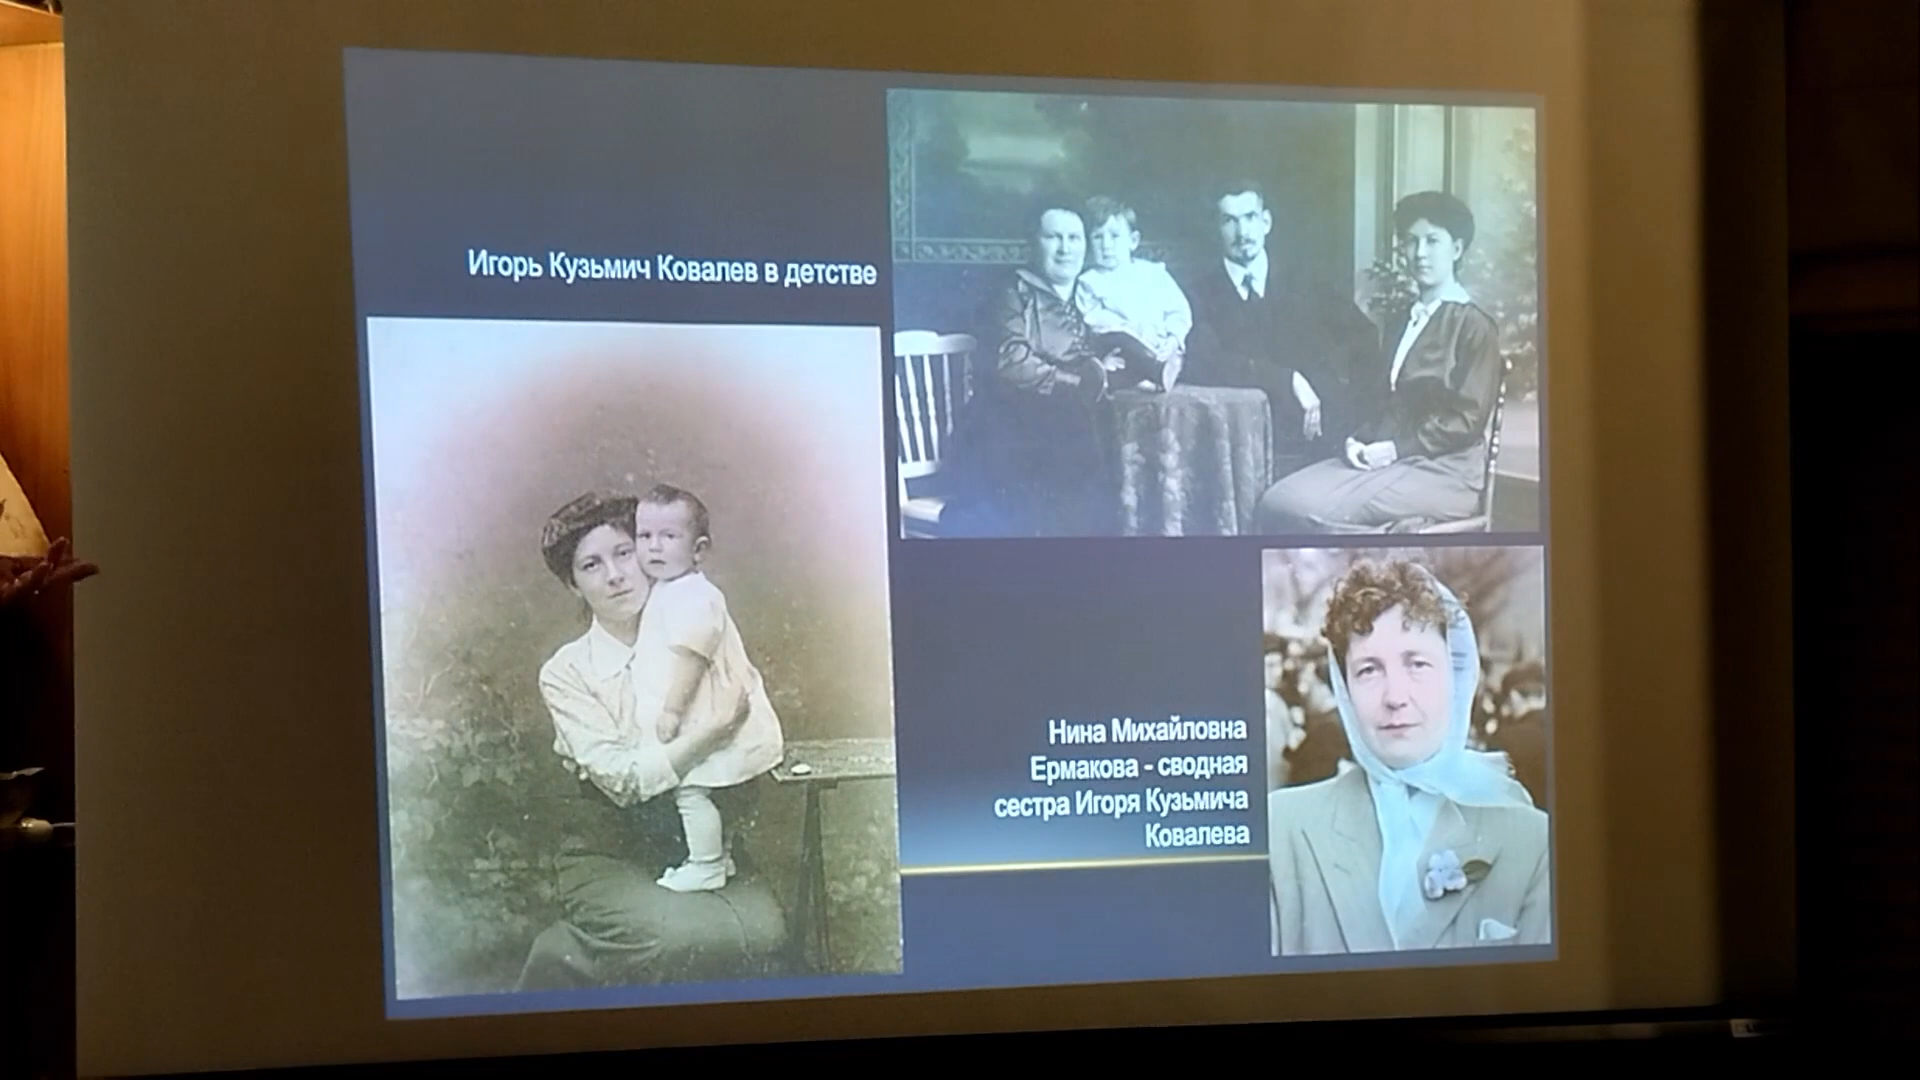 Игорь Кузьмич Ковалев в детстве
Нина Михайловна
Ермакова - сводная
сестра Игоря Кузьмича
Ковалева